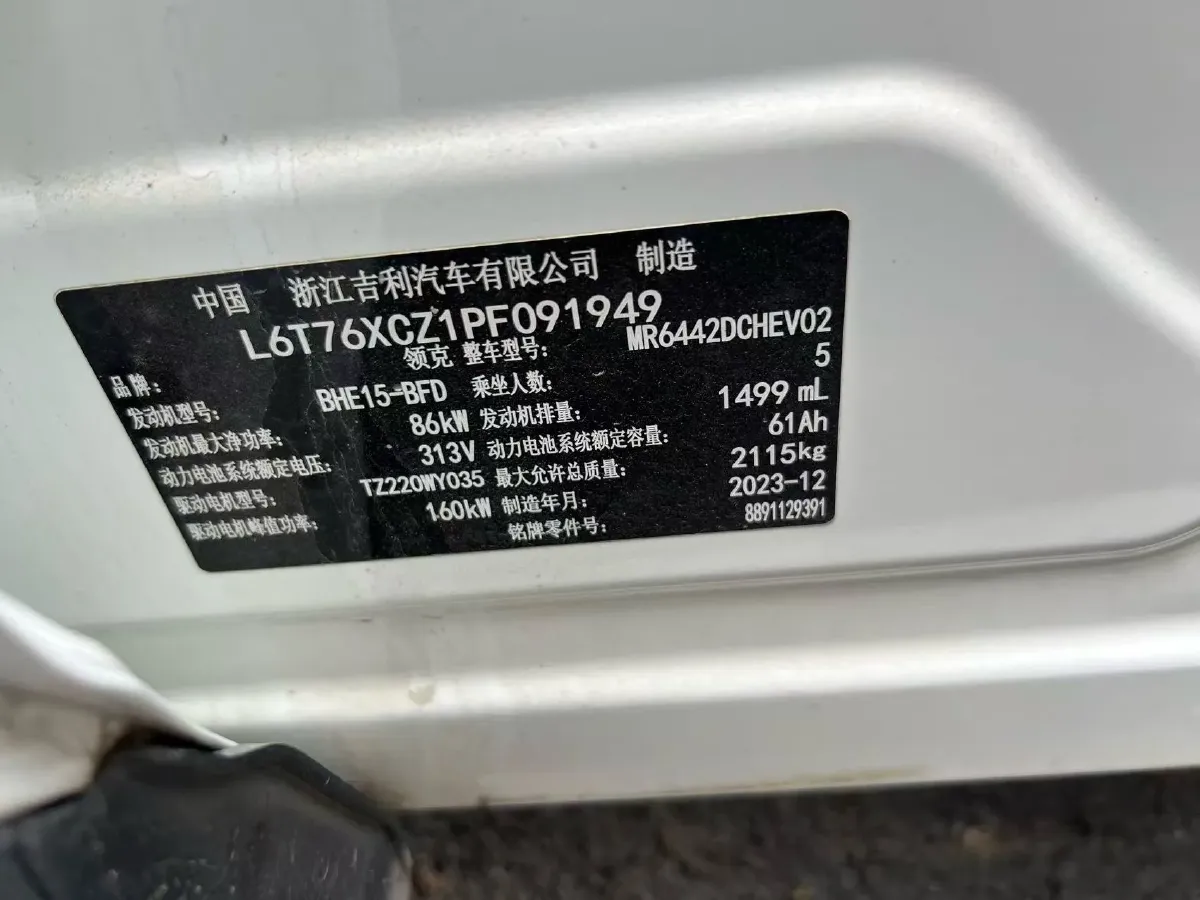 中国 浙江吉利汽车有限公司 制造
L6T76XCZ1PF091949
品牌： 领克 整车型号： MR6442DCHEV02
发动机型号： BHE15-BFD 乘坐人数： 5
发动机最大净功率： 86kW 发动机排量： 1499 mL
动力电池系统额定电压： 313V 动力电池系统额定容量： 61Ah
驱动电机型号： TZ220WY035 最大允许总质量： 2115kg
驱动电机峰值功率： 160kW 制造年月： 2023-12
铭牌零件号： 8891129391